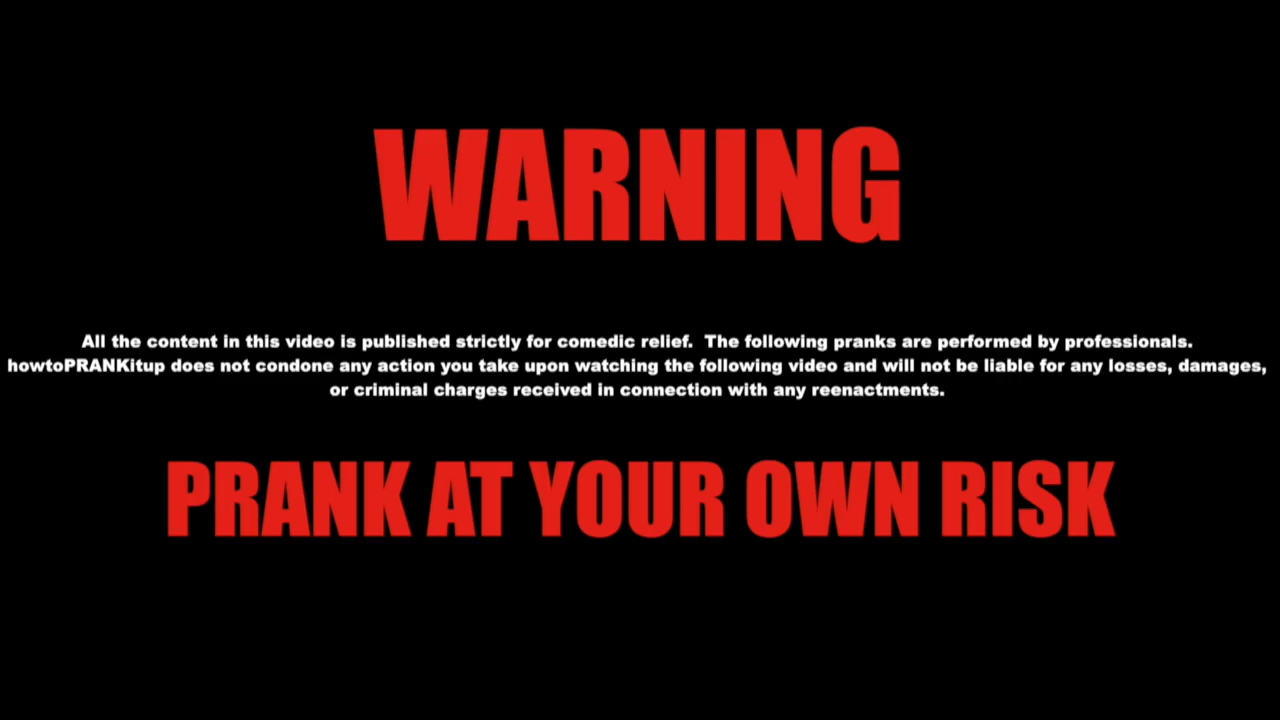 WARNING
All the content in this video is published strictly for comedic relief.  The following pranks are performed by professionals.
howtoPRANKitup does not condone any action you take upon watching the following video and will not be liable for any losses, damages,
or criminal charges received in connection with any reenactments.
PRANK AT YOUR OWN RISK